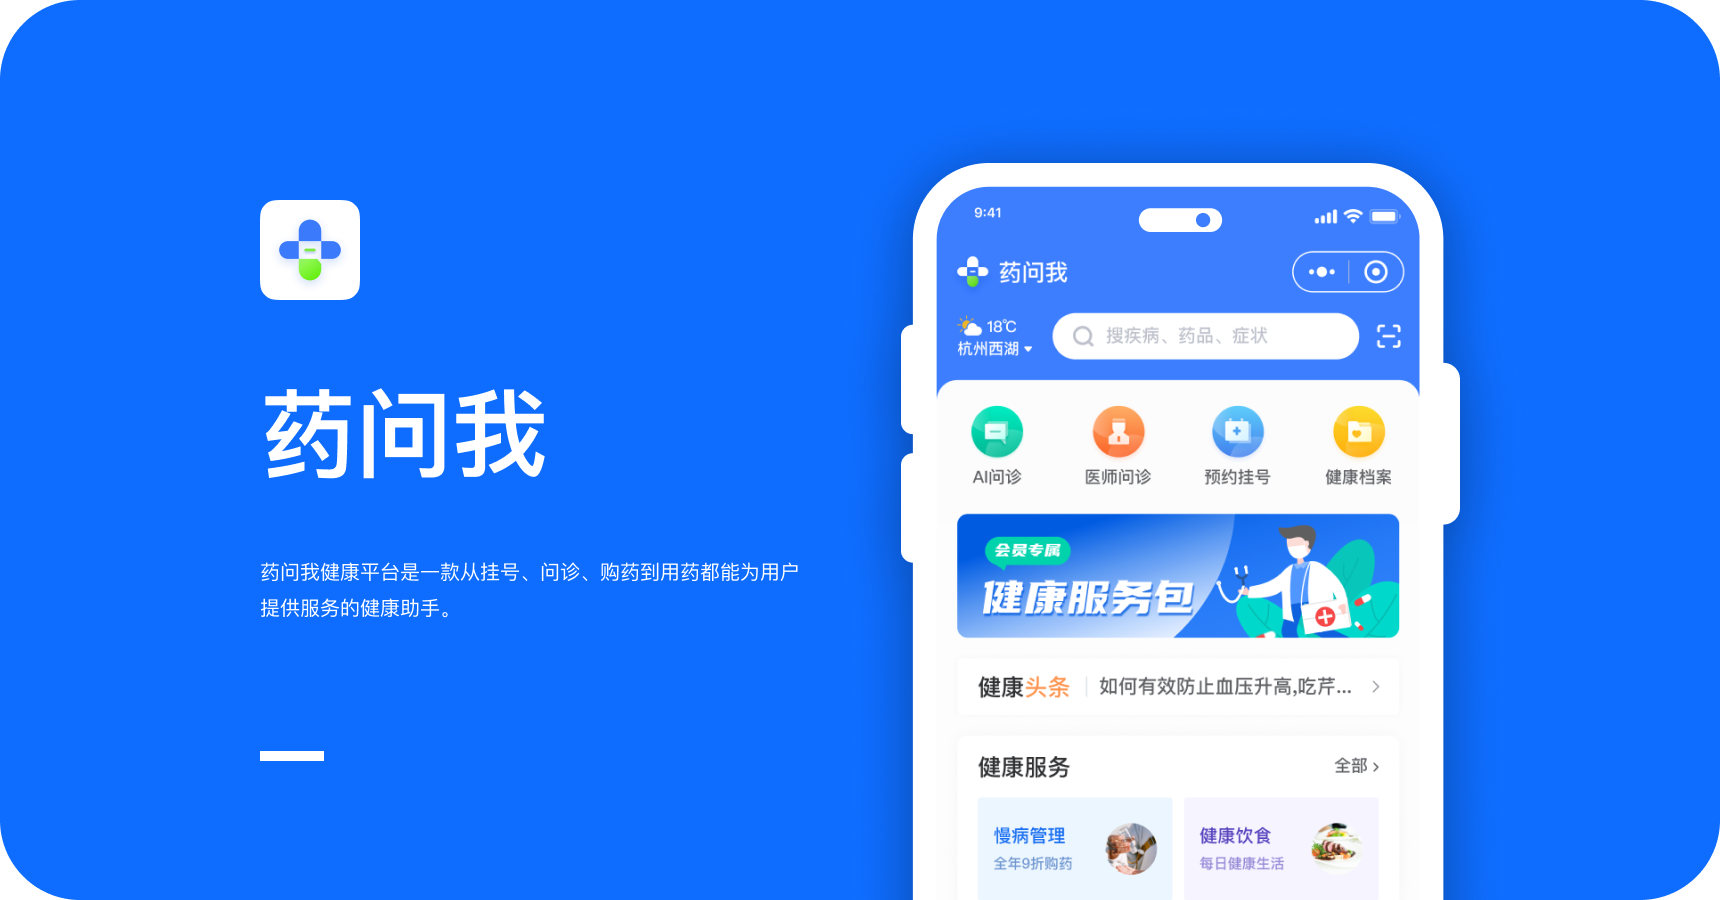 药问我
药问我健康平台是一款从挂号、问诊、购药到用药都能为用户
提供服务的健康助手。
9:41
药问我
18℃
杭州西湖
搜疾病、药品、症状
AI问诊
医师问诊
预约挂号
健康档案
会员专属
健康服务包
健康头条
如何有效防止血压升高,吃芹...
健康服务
全部
慢病管理
全年9折购药
健康饮食
每日健康生活